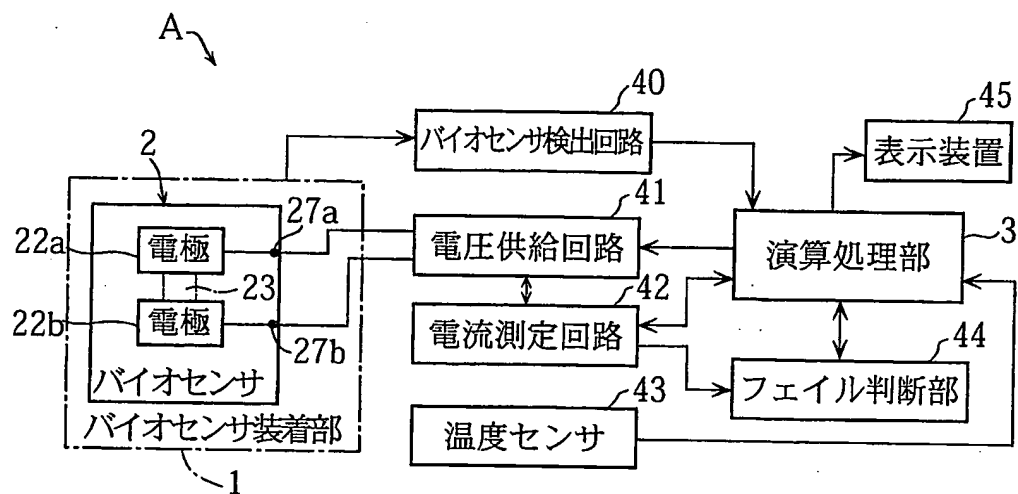 A
40
バイオセンサ検出回路
45
表示装置
2
27a
41
電圧供給回路
3
演算処理部
22a
電極
23
22b
電極
27b
42
電流測定回路
44
フェイル判断部
バイオセンサ
バイオセンサ装着部
43
温度センサ
1